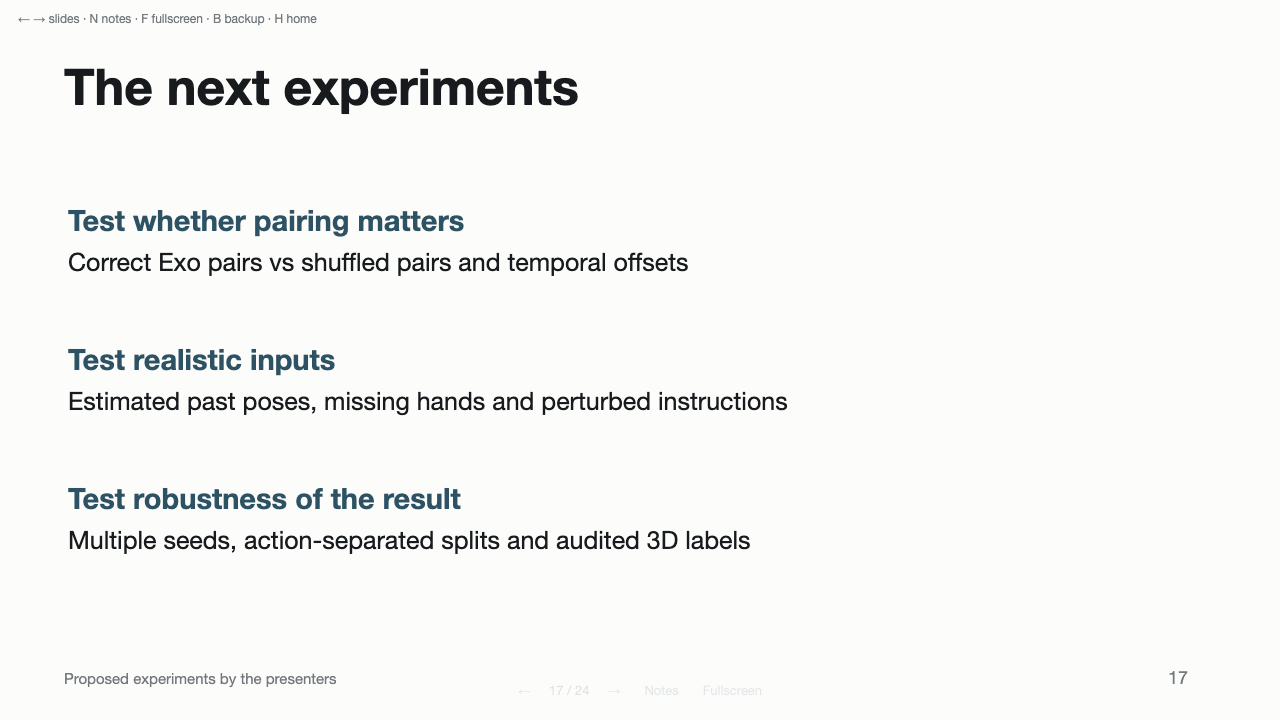 ←→ slides · N notes · F fullscreen · B backup · H home
The next experiments
Test whether pairing matters
Correct Exo pairs vs shuffled pairs and temporal offsets
Test realistic inputs
Estimated past poses, missing hands and perturbed instructions
Test robustness of the result
Multiple seeds, action-separated splits and audited 3D labels
Proposed experiments by the presenters
17
← 17 / 24 → Notes Fullscreen